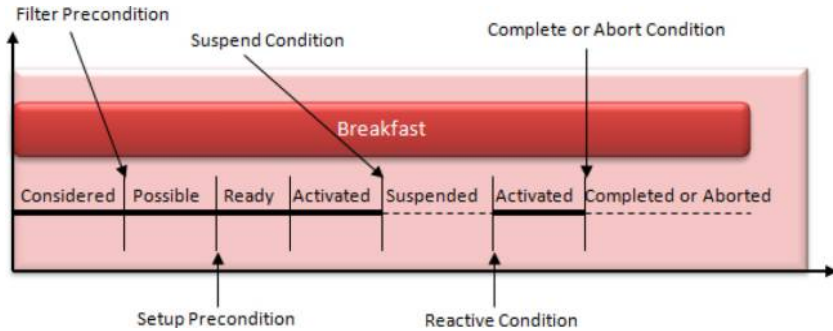 Filter Precondition
Suspend Condition
Complete or Abort Condition
Breakfast
Considered
Possible
Ready
Activated
Suspended
Activated
Completed or Aborted
Setup Precondition
Reactive Condition